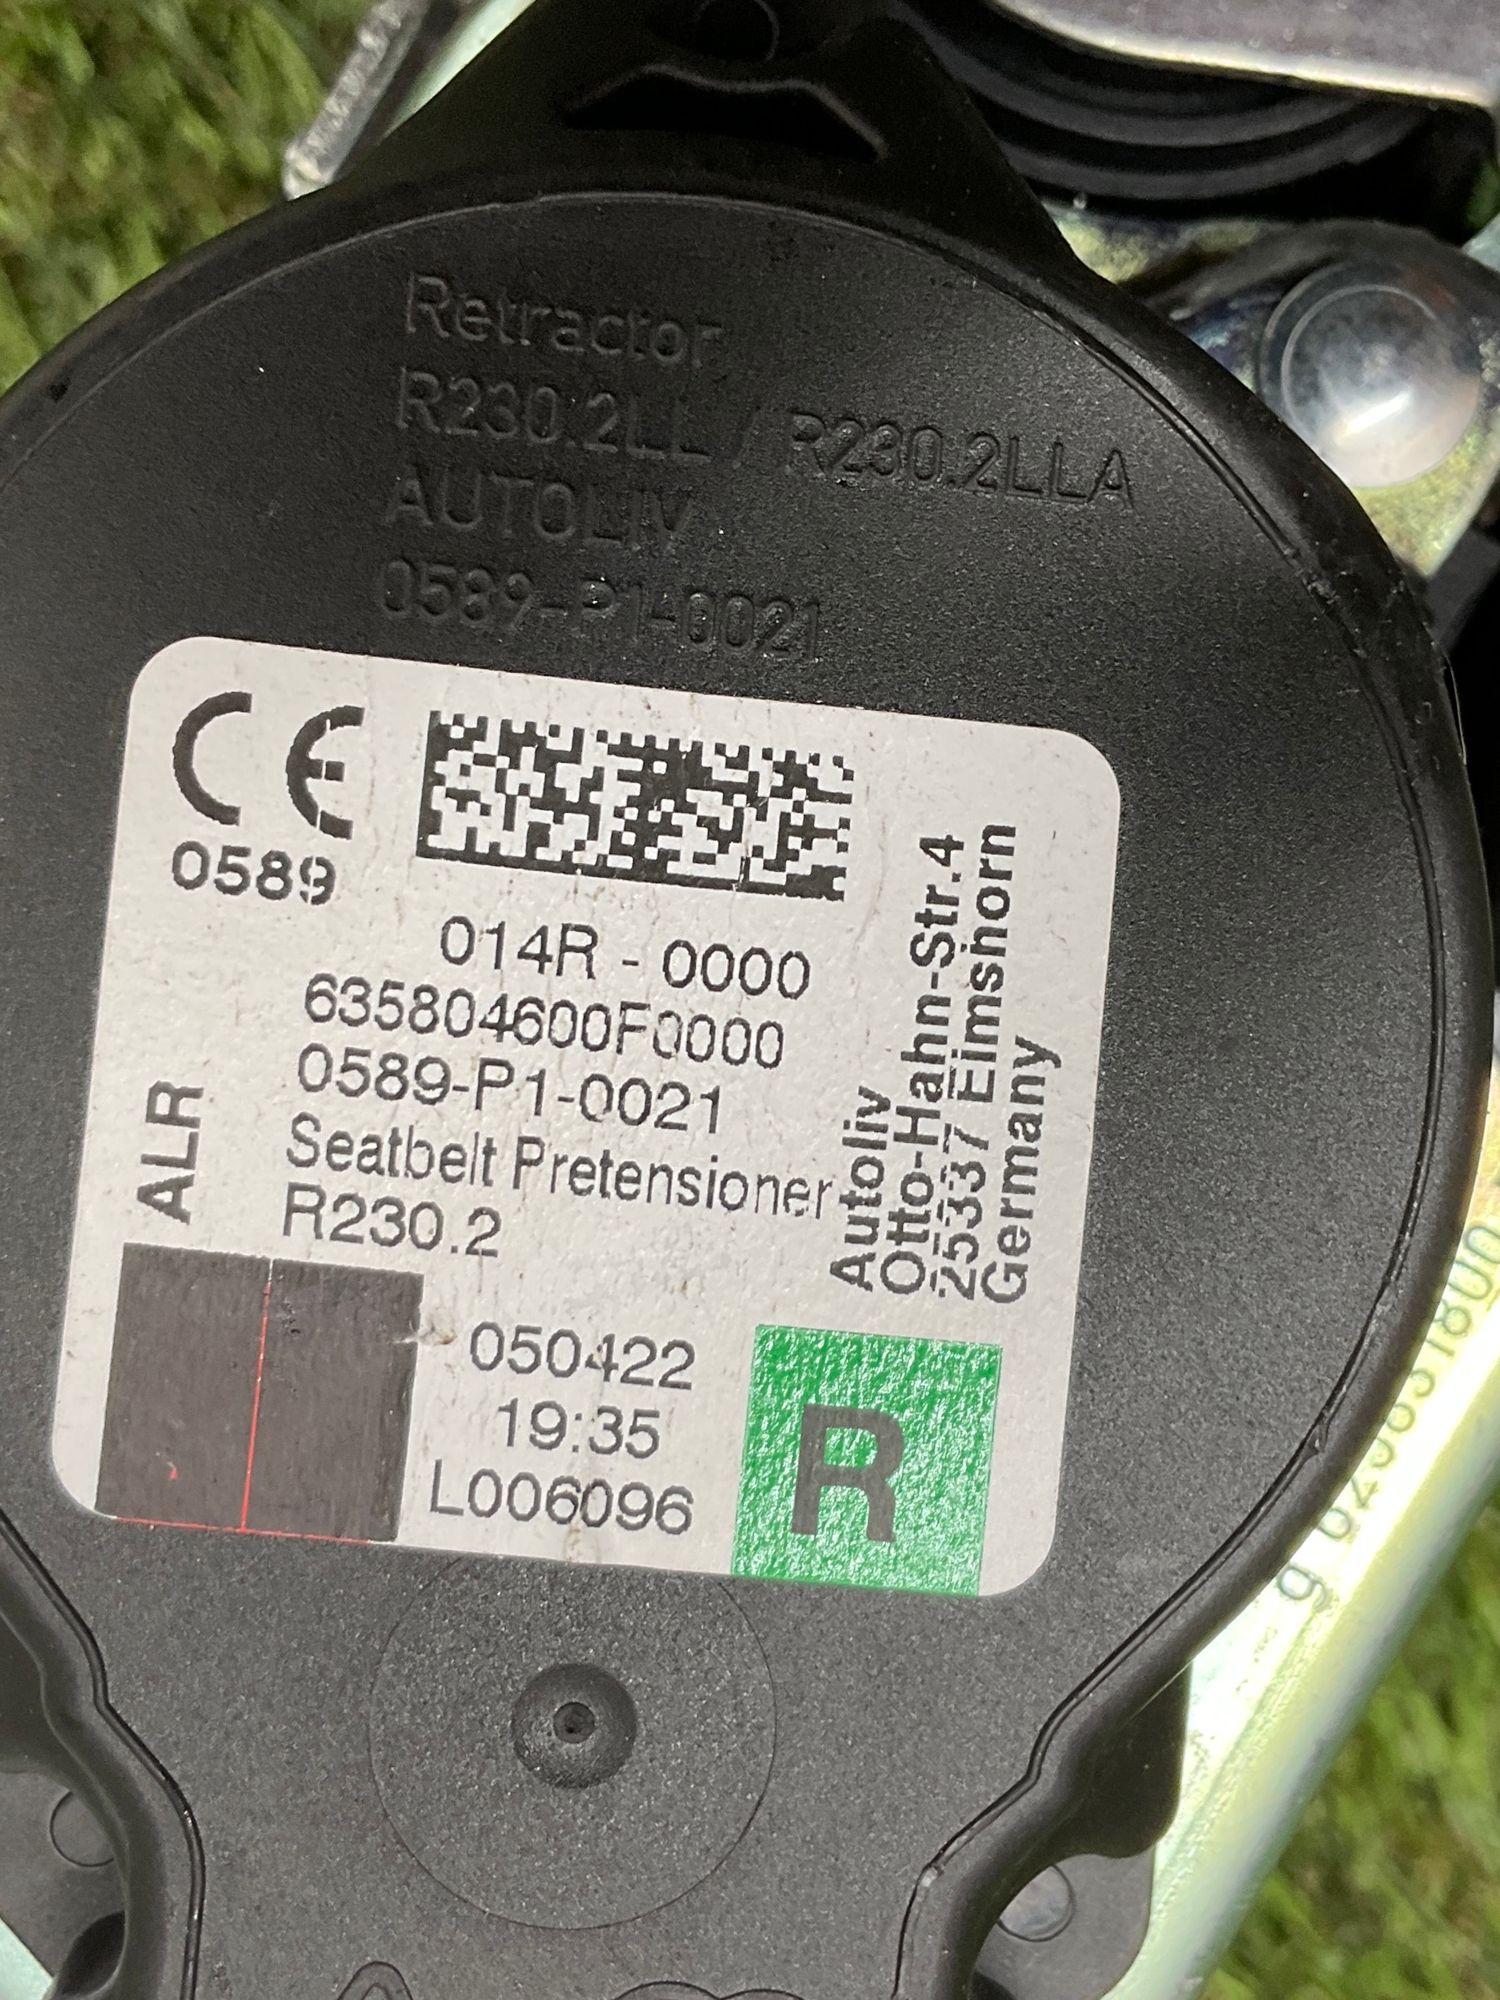 Retractor
R230.2LL / R230.2LLA
AUTOLIV
0589-P1-0021
CE
0589
014R - 0000
635804600F0000
0589-P1-0021
Seatbelt Pretensioner
R230.2
ALR
Autoliv
Otto-Hahn-Str.4
25337 Elmshorn
Germany
050422
19:35
L006096
R